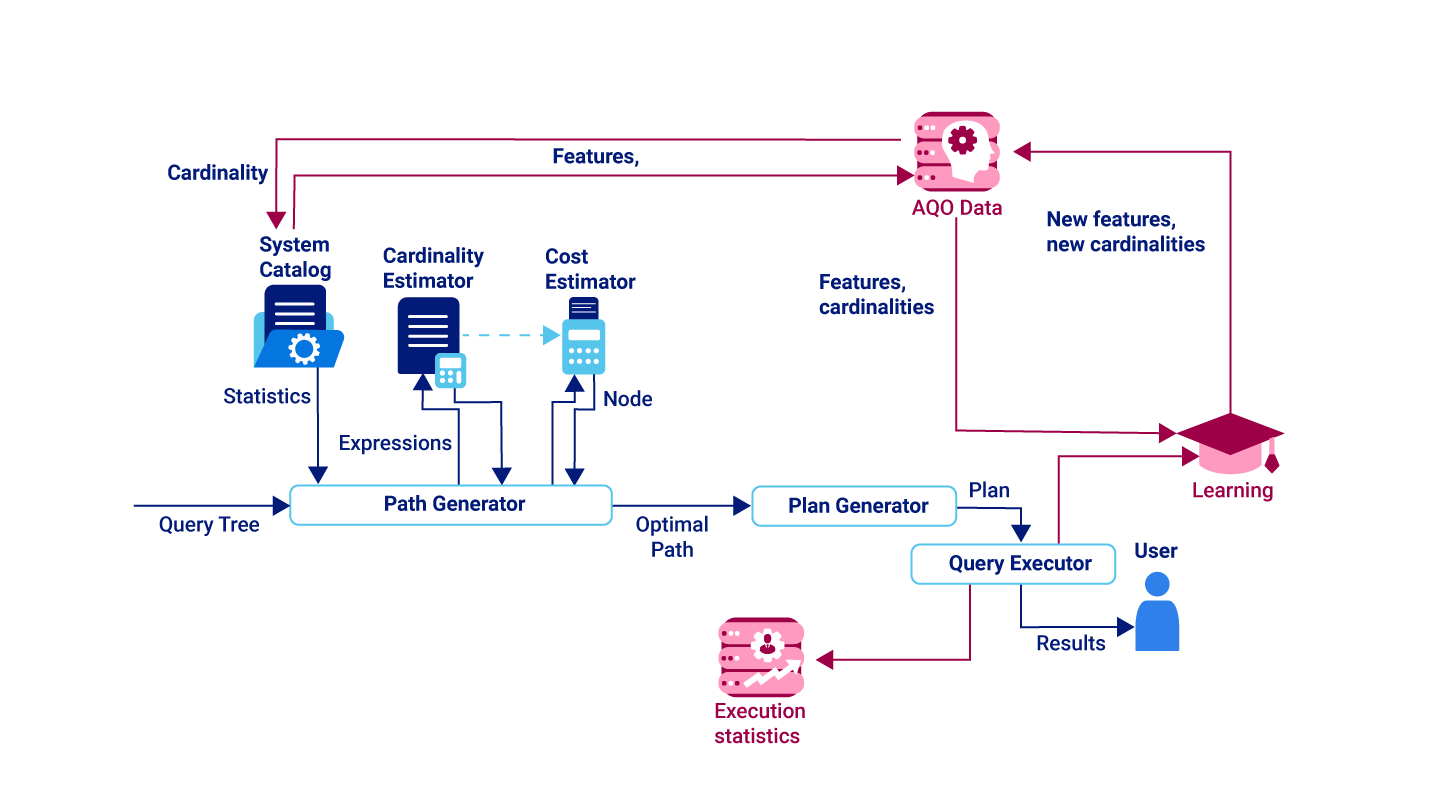 Features,
Cardinality
AQO Data
New features,
new cardinalities
System
Catalog
Cardinality
Estimator
Cost
Estimator
Features,
cardinalities
Statistics
Node
Expressions
Learning
Query Tree
Path Generator
Optimal
Path
Plan Generator
Plan
Query Executor
User
Results
Execution
statistics